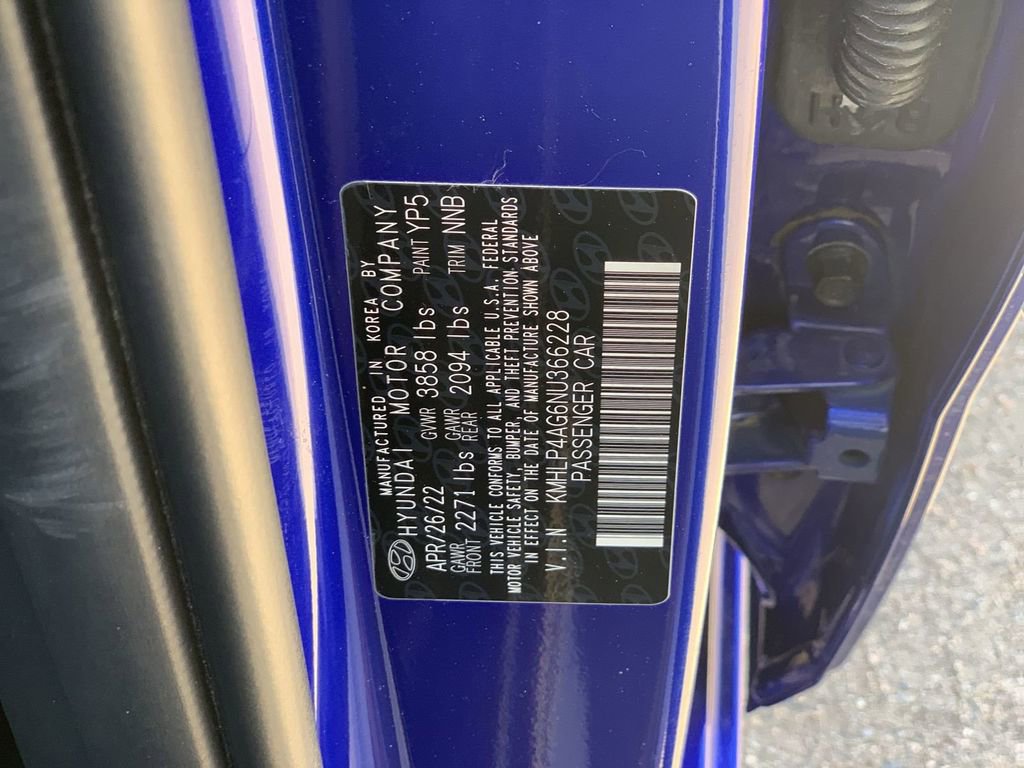 MANUFACTURED IN KOREA BY
HYUNDAI MOTOR COMPANY
APR/26/22 GVWR 3858 lbs PAINT YP5
GAWR FRONT 2271 lbs GAWR REAR 2094 lbs TRIM NNB
THIS VEHICLE CONFORMS TO ALL APPLICABLE U.S.A. FEDERAL
MOTOR VEHICLE SAFETY, BUMPER, AND THEFT PREVENTION STANDARDS
IN EFFECT ON THE DATE OF MANUFACTURE SHOWN ABOVE
V.I.N KMHLP4AG6NU366228
PASSENGER CAR